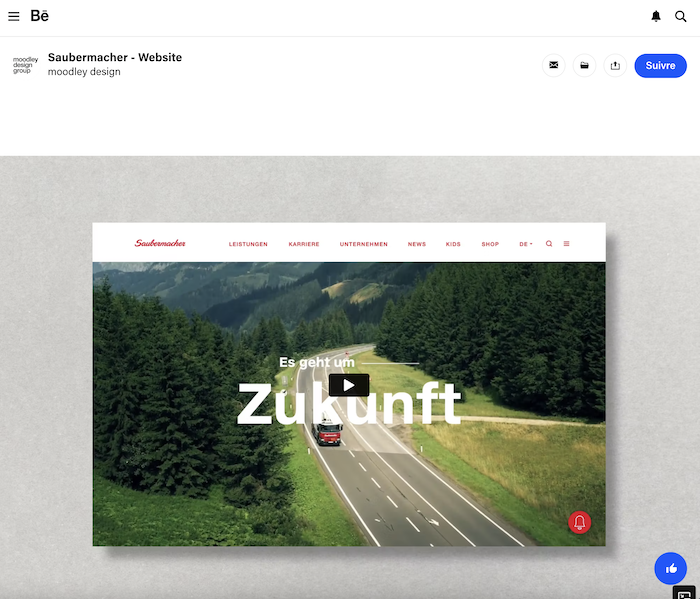 Bē
moodley
design
group
Saubermacher - Website
moodley design
Suivre
Saubermacher
LEISTUNGEN KARRIERE UNTERNEHMEN NEWS KIDS SHOP DE
Es geht um
Zukunft